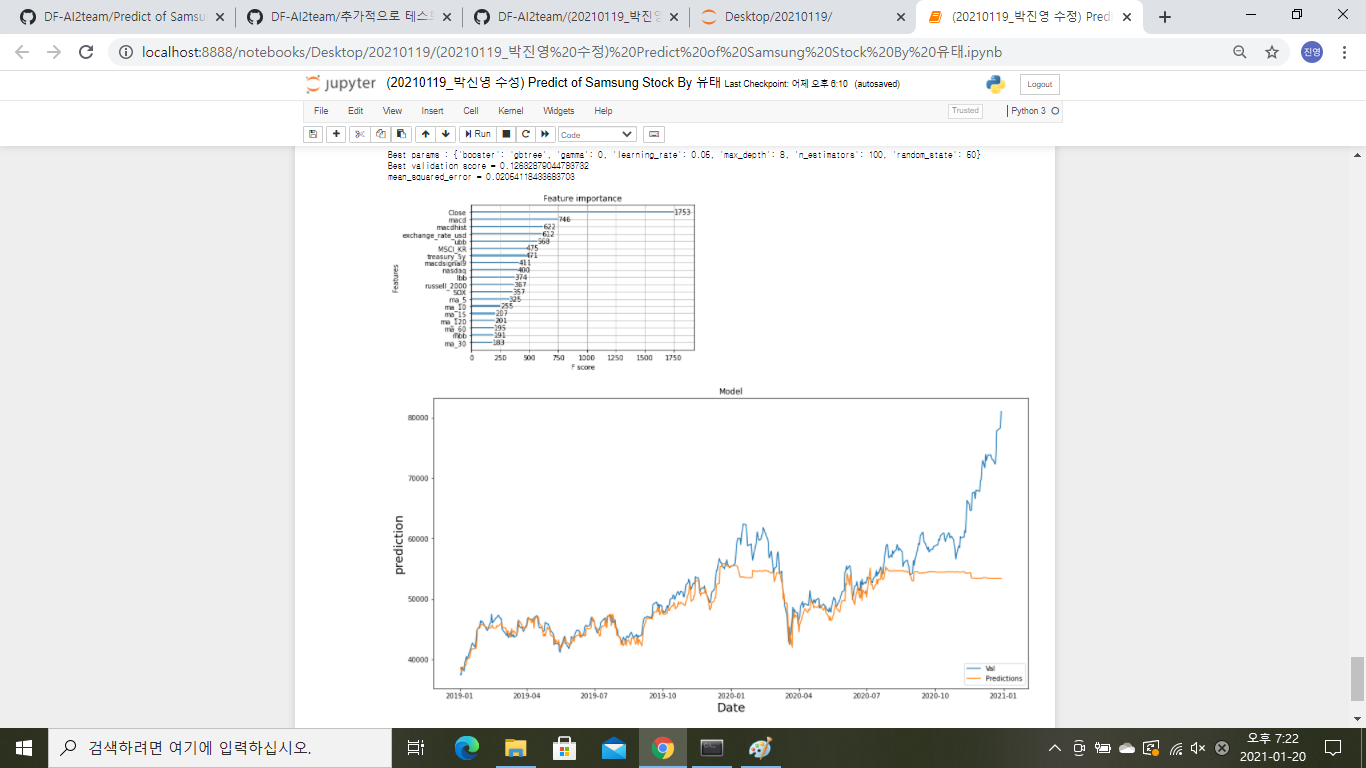 DF-AI2team/Predict of Samsu
DF-AI2team/추가적으로 테스트
DF-AI2team/(20210119_박진영
Desktop/20210119/
(20210119_박진영 수정) Predi
localhost:8888/notebooks/Desktop/20210119/(20210119_박진영%20수정)%20Predict%20of%20Samsung%20Stock%20By%20유태.ipynb
진영
jupyter (20210119_박신영 수성) Predict of Samsung Stock By 유태 Last Checkpoint: 어제 오후 6:10 (autosaved)
Logout
File Edit View Insert Cell Kernel Widgets Help
Trusted
Python 3
Run
Code
Best params : {'booster': 'gbtree', 'gamma': 0, 'learning_rate': 0.05, 'max_depth': 8, 'n_estimators': 100, 'random_state': 50}
Best validation score = 0.12632879044783732
mean_squared_error = 0.02054118433683703
Feature importance
Close 1753
macd 746
macdhist 622
exchange_rate_usd 612
ubb 568
MSCI_KR 475
treasury_5y 471
macdsignal9 411
nasdaq 400
lbb 374
russell_2000 367
SOX 357
ma_5 325
ma_10 255
ma_15 207
ma_120 201
ma_60 195
mbb 191
ma_30 183
Features
0 250 500 750 1000 1250 1500 1750
F score
Model
80000
70000
60000
50000
40000
prediction
Val
Predictions
2019-01 2019-04 2019-07 2019-10 2020-01 2020-04 2020-07 2020-10 2021-01
Date
검색하려면 여기에 입력하십시오.
오후 7:22
2021-01-20